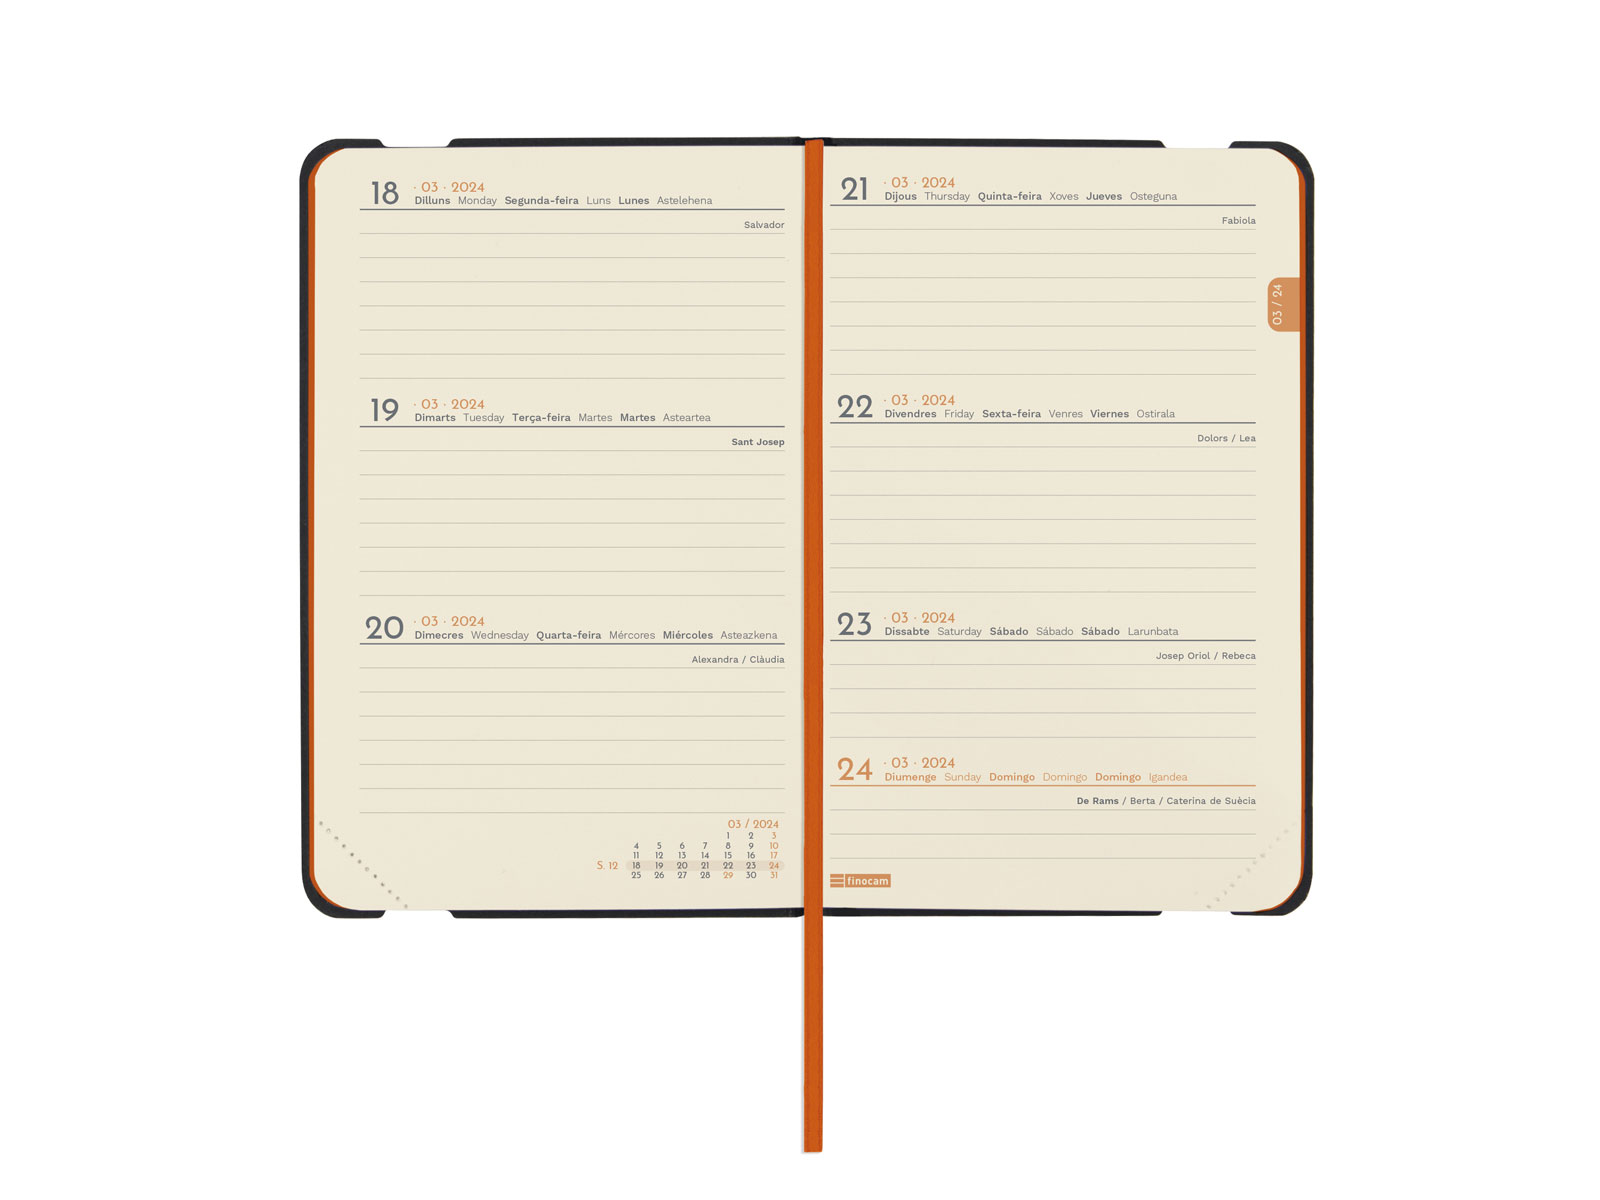 18 · 03 · 2024
Dilluns Monday Segunda-feira Luns Lunes Astelehena
Salvador
19 · 03 · 2024
Dimarts Tuesday Terça-feira Martes Martes Asteartea
Sant Josep
20 · 03 · 2024
Dimecres Wednesday Quarta-feira Mércores Miércoles Asteazkena
Alexandra / Clàudia
03 / 2024
1 2 3
4 5 6 7 8 9 10
11 12 13 14 15 16 17
S. 12 18 19 20 21 22 23 24
25 26 27 28 29 30 31
21 · 03 · 2024
Dijous Thursday Quinta-feira Xoves Jueves Osteguna
Fabiola
03 / 24
22 · 03 · 2024
Divendres Friday Sexta-feira Venres Viernes Ostirala
Dolors / Lea
23 · 03 · 2024
Dissabte Saturday Sábado Sábado Sábado Larunbata
Josep Oriol / Rebeca
24 · 03 · 2024
Diumenge Sunday Domingo Domingo Domingo Igandea
De Rams / Berta / Caterina de Suècia
finocam